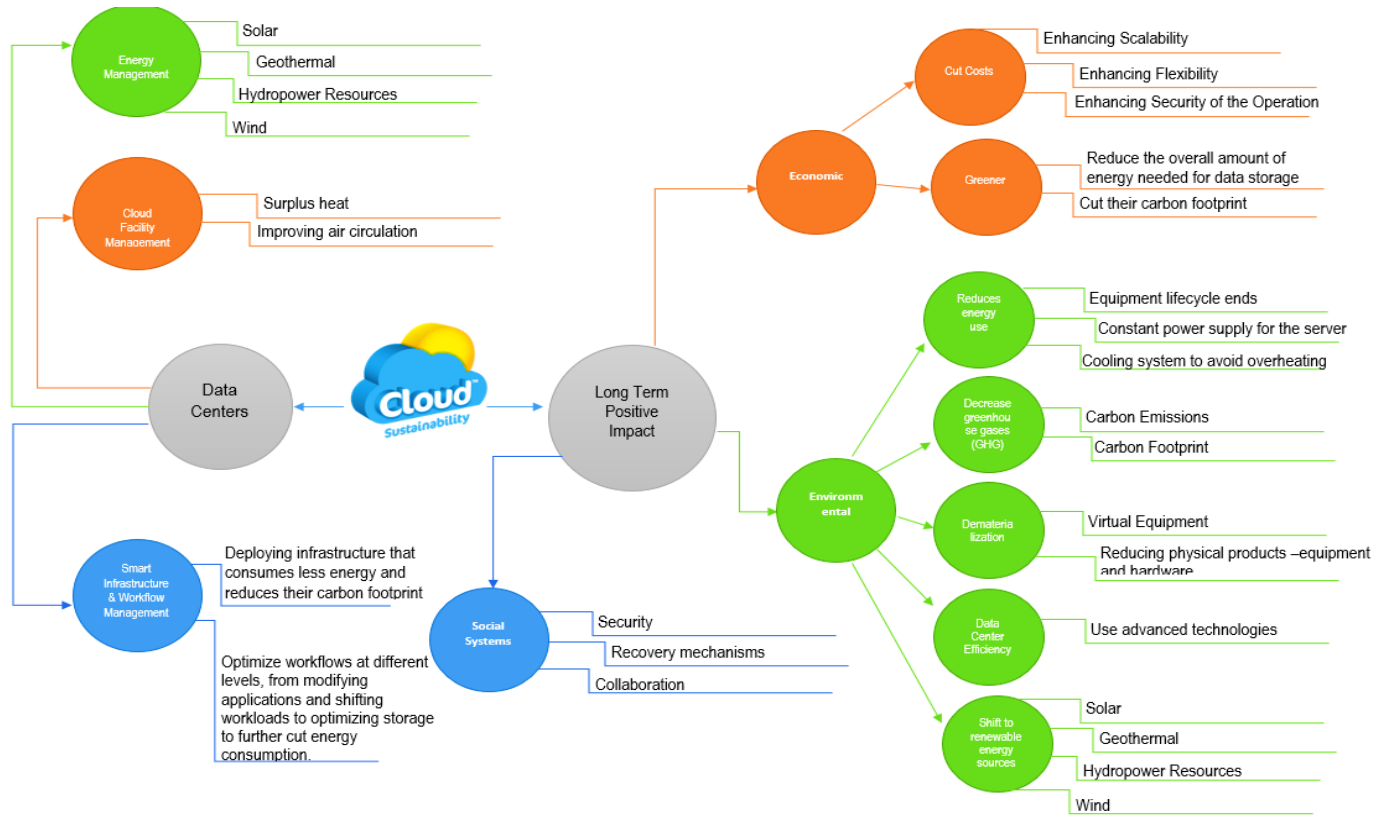 Energy
Management
Solar
Geothermal
Hydropower Resources
Wind
Cloud
Facility
Management
Surplus heat
Improving air circulation
Data
Centers
Cloud™
Sustainability
Long Term
Positive
Impact
Smart
Infrastructure
& Workflow
Management
Deploying infrastructure that
consumes less energy and
reduces their carbon footprint
Optimize workflows at different
levels, from modifying
applications and shifting
workloads to optimizing storage
to further cut energy
consumption.
Social
Systems
Security
Recovery mechanisms
Collaboration
Economic
Cut Costs
Enhancing Scalability
Enhancing Flexibility
Enhancing Security of the Operation
Greener
Reduce the overall amount of
energy needed for data storage
Cut their carbon footprint
Environm
ental
Reduces
energy
use
Equipment lifecycle ends
Constant power supply for the server
Cooling system to avoid overheating
Decrease
greenhou
se gases
(GHG)
Carbon Emissions
Carbon Footprint
Demateria
lization
Virtual Equipment
Reducing physical products –equipment
and hardware
Data
Center
Efficiency
Use advanced technologies
Shift to
renewable
energy
sources
Solar
Geothermal
Hydropower Resources
Wind